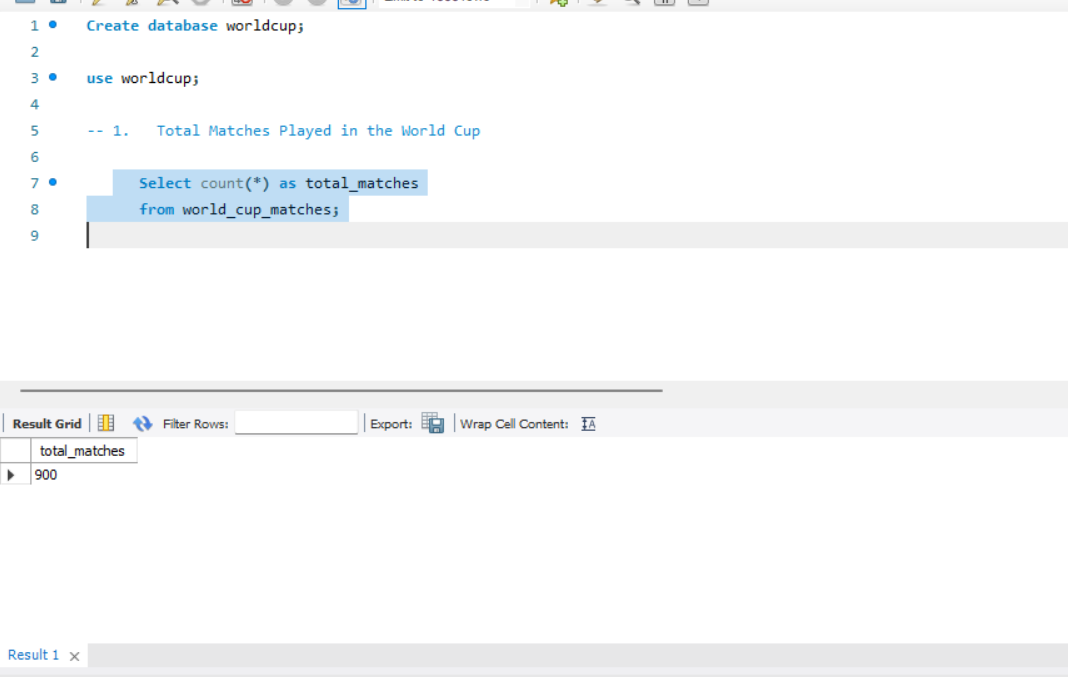 1 Create database worldcup;
2
3 use worldcup;
4
5 -- 1. Total Matches Played in the World Cup
6
7 Select count(*) as total_matches
8 from world_cup_matches;
9
Result Grid Filter Rows: Export: Wrap Cell Content:
total_matches
900
Result 1